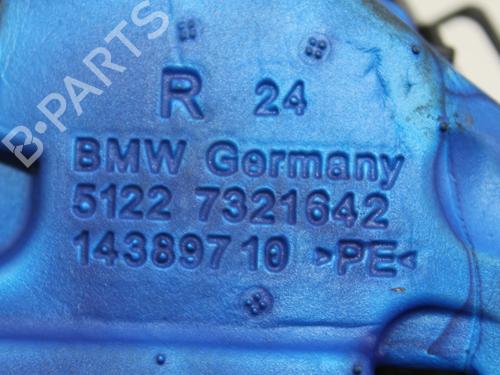 B-PARTS
R 24
BMW Germany
5122 7321642
14389710 >PE<